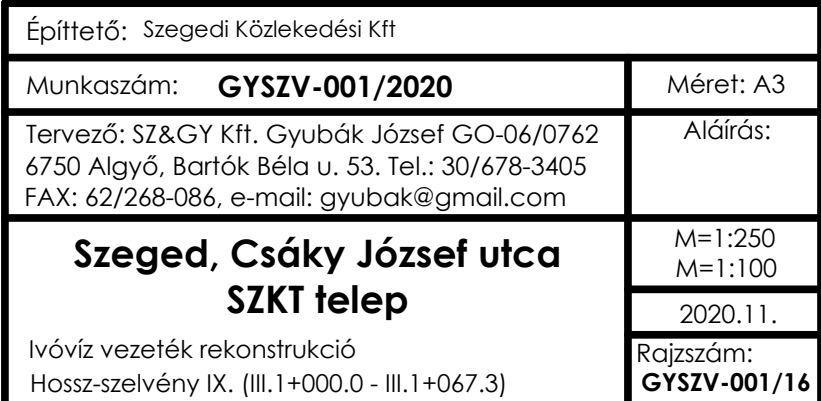 Építtető: Szegedi Közlekedési Kft
Munkaszám: GYSZV-001/2020
Méret: A3
Tervező: SZ&GY Kft. Gyubák József GO-06/0762
6750 Algyő, Bartók Béla u. 53. Tel.: 30/678-3405
FAX: 62/268-086, e-mail: gyubak@gmail.com
Aláírás:
Szeged, Csáky József utca
SZKT telep
Ivóvíz vezeték rekonstrukció
Hossz-szelvény IX. (III.1+000.0 - III.1+067.3)
M=1:250
M=1:100
2020.11.
Rajzszám:
GYSZV-001/16